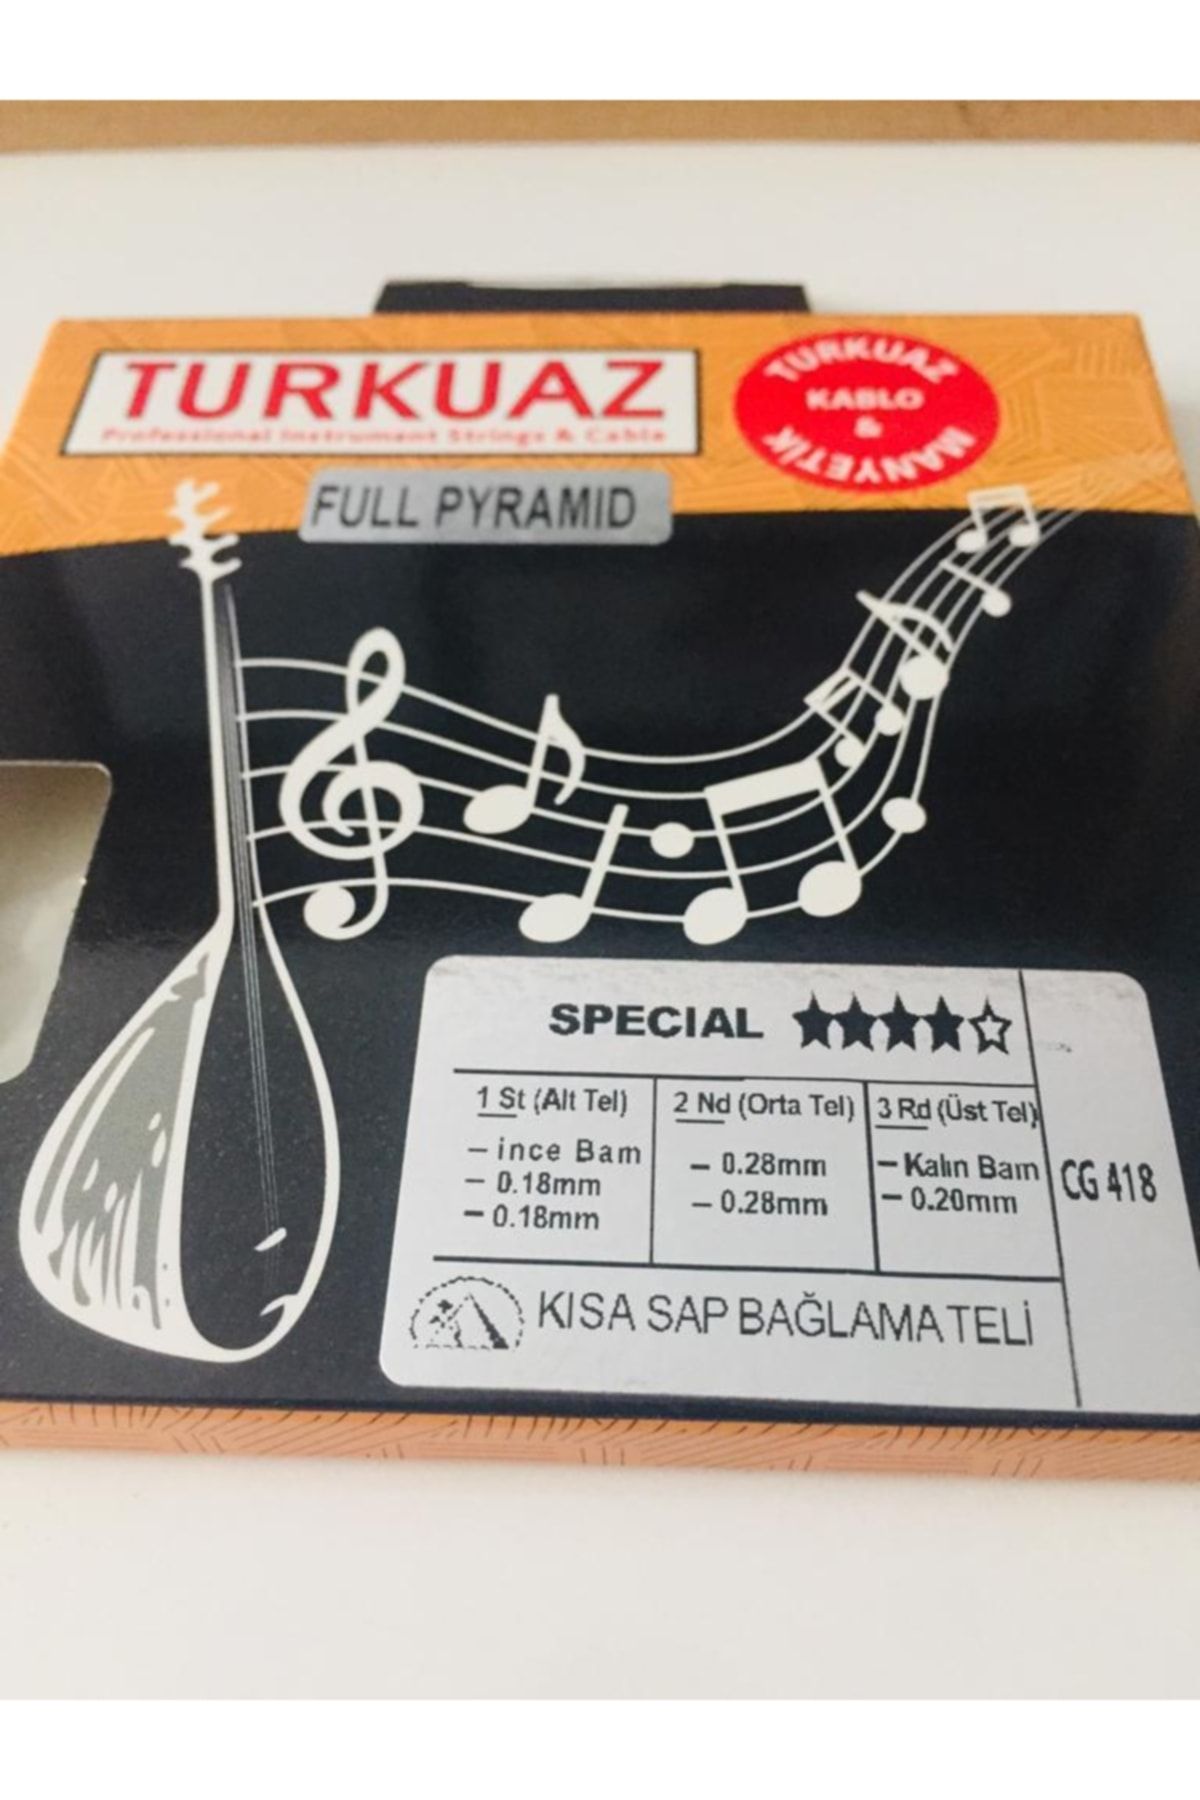 TURKUAZ
Professional Instrument Strings & Cable
TURKUAZ
KABLO
&
MANYETİK
FULL PYRAMID
SPECIAL
1 St (Alt Tel)
- ince Bam
- 0.18mm
- 0.18mm
2 Nd (Orta Tel)
- 0.28mm
- 0.28mm
3 Rd (Üst Tel)
- Kalın Bam
- 0.20mm
CG 418
KISA SAP BAĞLAMA TELİ